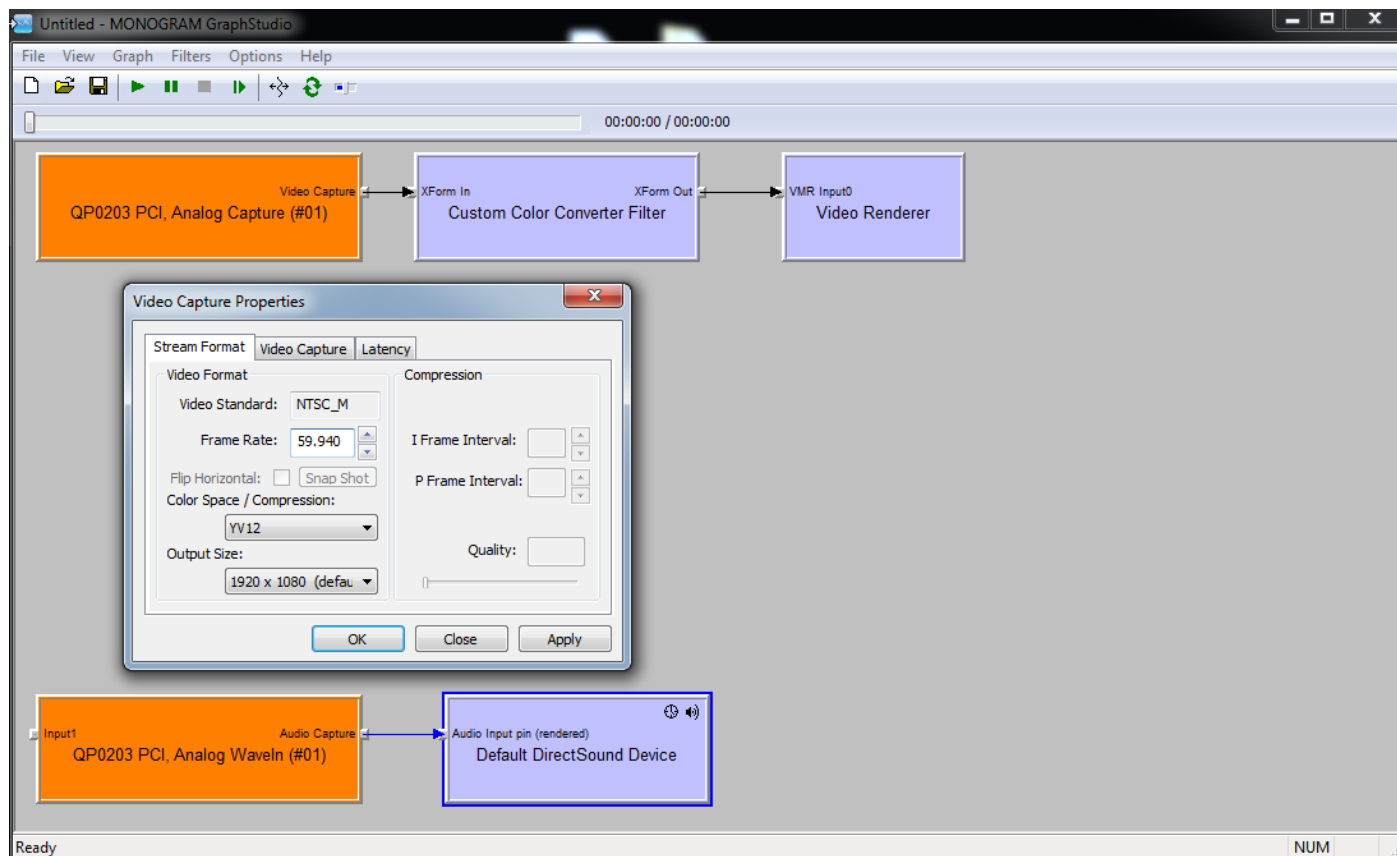 Untitled - MONOGRAM GraphStudio
File View Graph Filters Options Help
00:00:00 / 00:00:00
Video Capture
QP0203 PCI, Analog Capture (#01)
XForm In XForm Out
Custom Color Converter Filter
VMR Input0
Video Renderer
Video Capture Properties
Stream Format Video Capture Latency
Video Format
Video Standard: NTSC_M
Frame Rate: 59.940
Flip Horizontal: Snap Shot
Color Space / Compression:
YV12
Output Size:
1920 x 1080 (defau
Compression
I Frame Interval:
P Frame Interval:
Quality:
OK Close Apply
Input1 Audio Capture
QP0203 PCI, Analog WaveIn (#01)
Audio Input pin (rendered)
Default DirectSound Device
Ready NUM